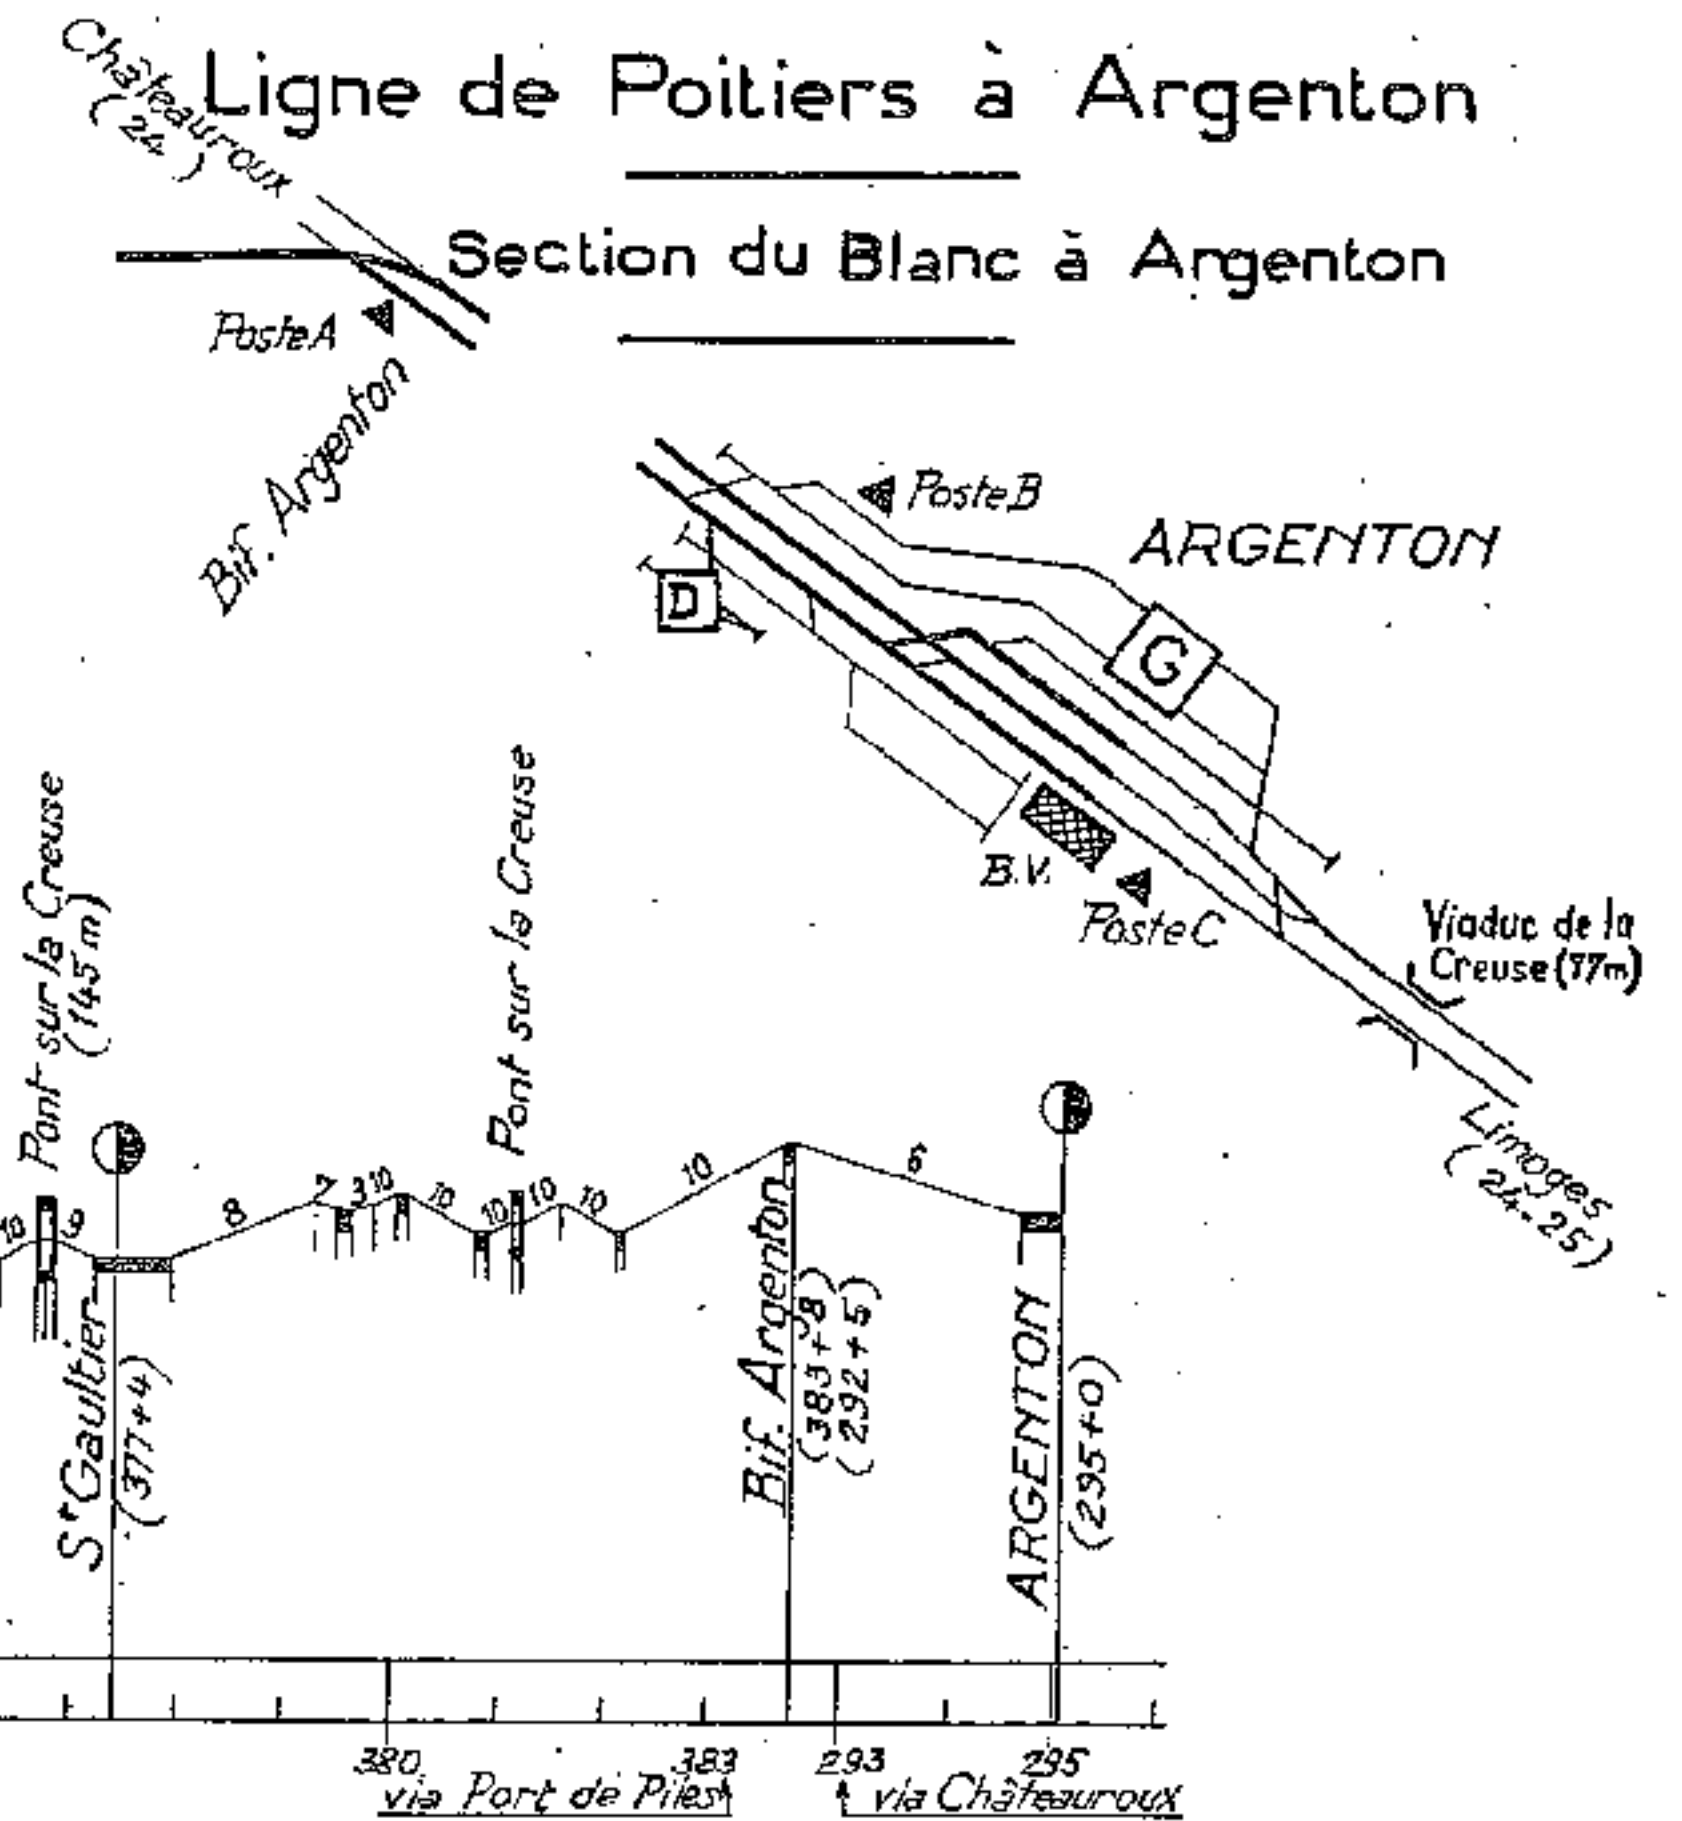 Ligne de Poitiers à Argenton
Châteauroux
(24)
Section du Blanc à Argenton
Poste A
Bif. Argenton
Poste B
ARGENTON
D
G
B.V.
Poste C
Viaduc de la
Creuse (77m)
Limoges
(24-25)
Pont sur la Creuse
(145 m)
Pont sur la Creuse
10 9 8 7 3 10 10 10 10 10 10 6
St Gaultier
(377+4)
Bif. Argenton
(383+8)
(292+5)
ARGENTON
(295+0)
380 383 293 295
via Port de Piles via Châteauroux